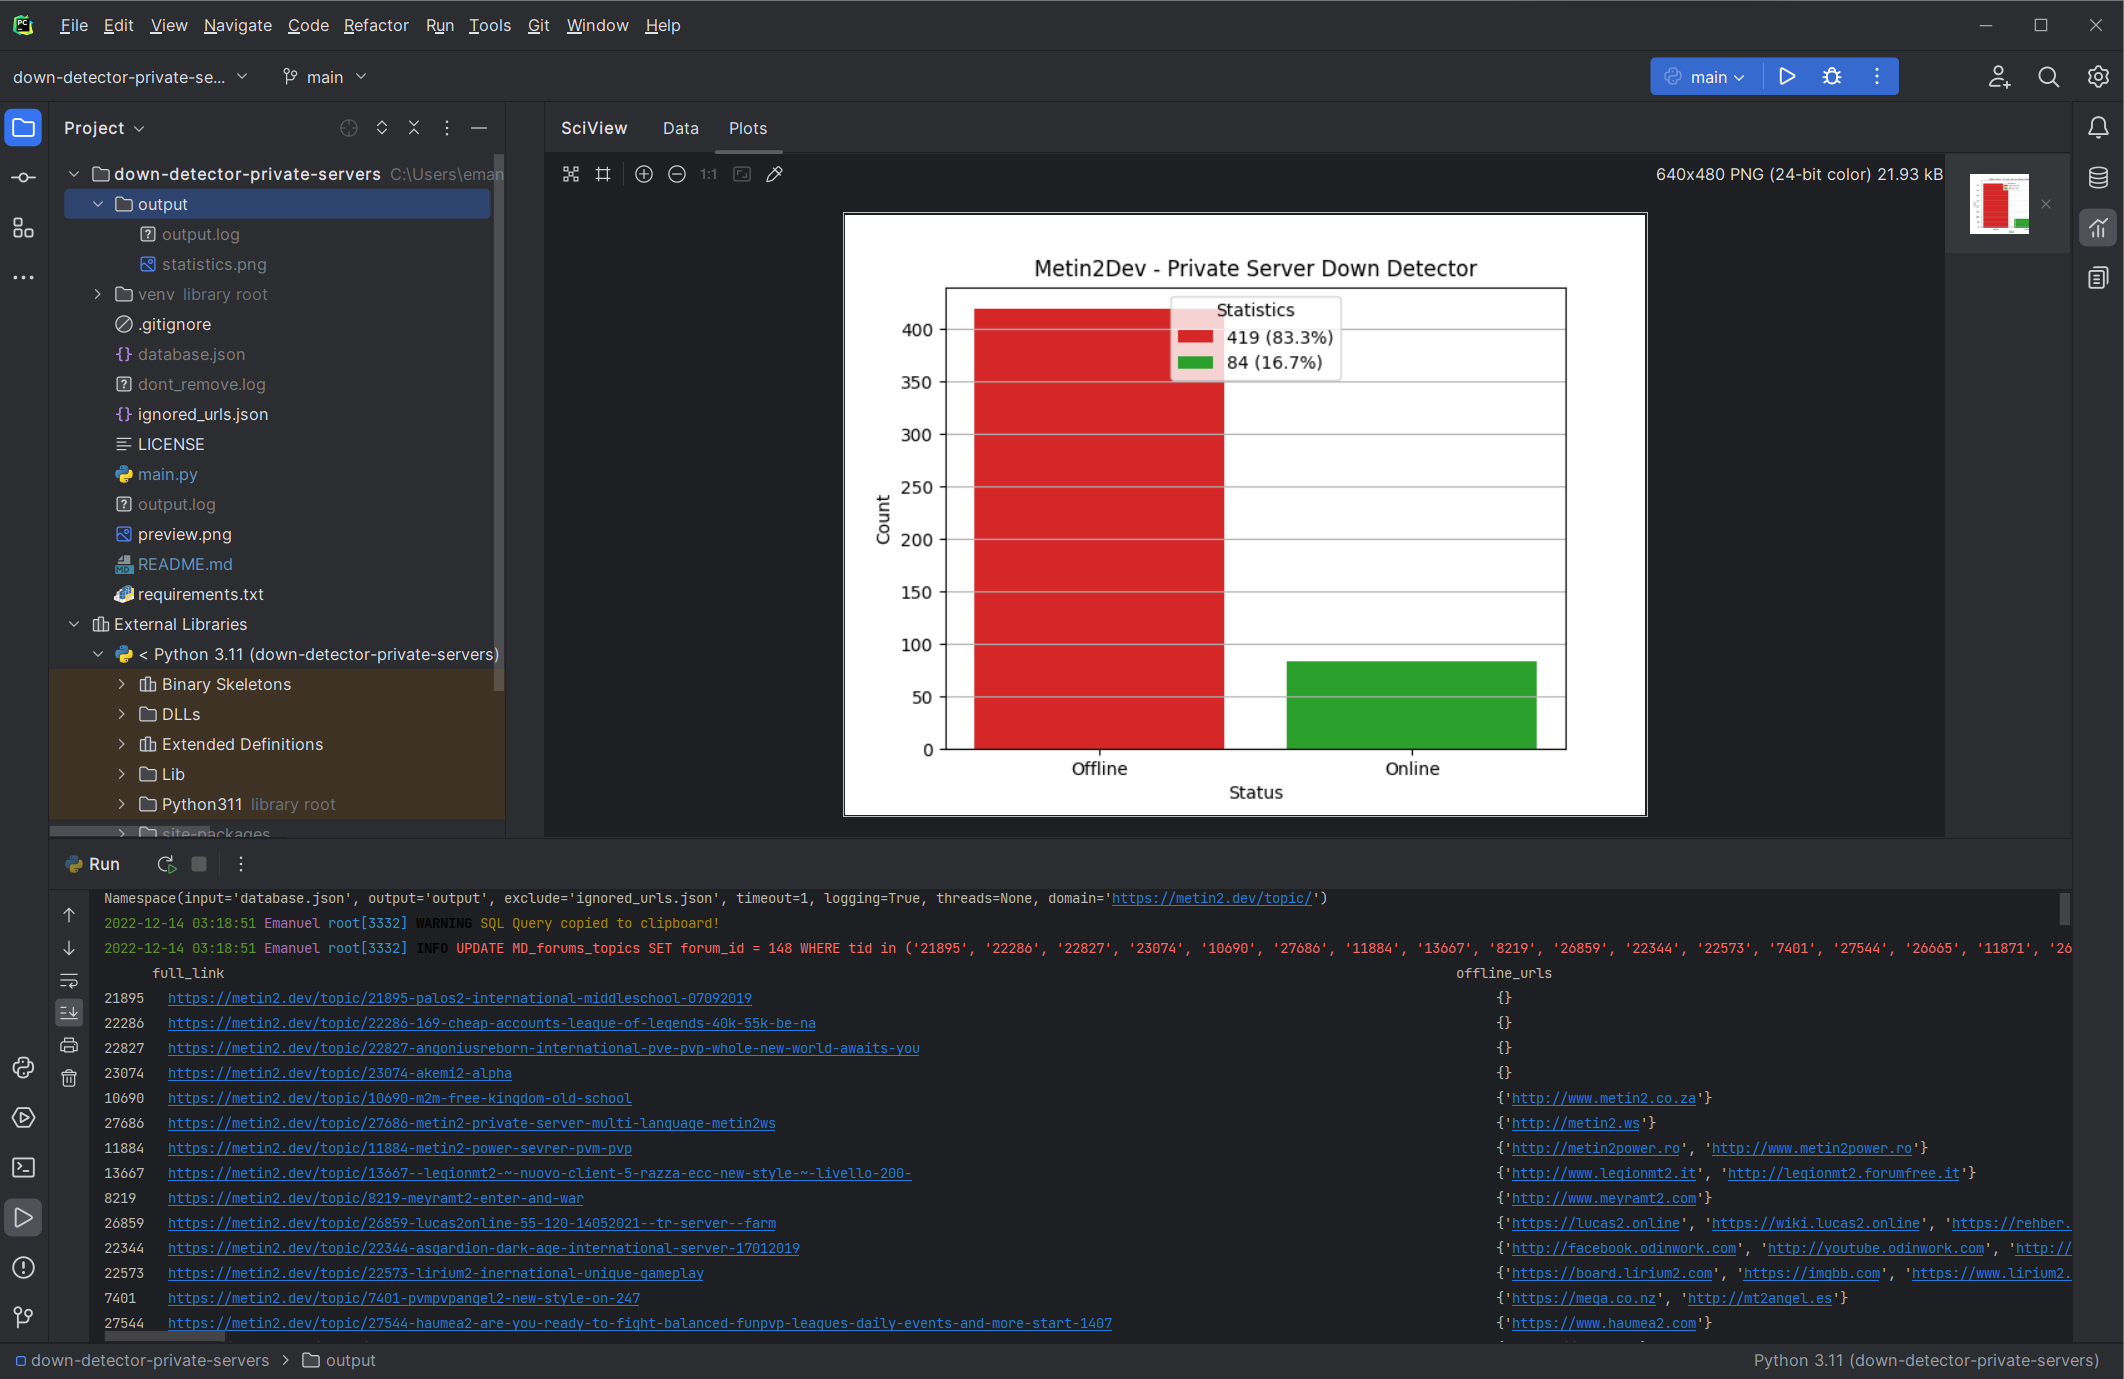 File Edit View Navigate Code Refactor Run Tools Git Window Help
down-detector-private-se... main
main
Project
SciView Data Plots
down-detector-private-servers C:\Users\eman
output
output.log
statistics.png
venv library root
.gitignore
database.json
dont_remove.log
ignored_urls.json
LICENSE
main.py
output.log
preview.png
README.md
requirements.txt
External Libraries
< Python 3.11 (down-detector-private-servers)
Binary Skeletons
DLLs
Extended Definitions
Lib
Python311 library root
site-packages
1:1
640x480 PNG (24-bit color) 21.93 kB
Metin2Dev - Private Server Down Detector
Statistics
419 (83.3%)
84 (16.7%)
400
350
300
250
200
150
100
50
0
Count
Offline Online
Status
Run
Namespace(input='database.json', output='output', exclude='ignored_urls.json', timeout=1, logging=True, threads=None, domain='https://metin2.dev/topic/')
2022-12-14 03:18:51 Emanuel root[3332] WARNING SQL Query copied to clipboard!
2022-12-14 03:18:51 Emanuel root[3332] INFO UPDATE MD_forums_topics SET forum_id = 148 WHERE tid in ('21895', '22286', '22827', '23074', '10690', '27686', '11884', '13667', '8219', '26859', '22344', '22573', '7401', '27544', '26665', '11871', '26
full_link offline_urls
21895 https://metin2.dev/topic/21895-palos2-international-middleschool-07092019 {}
22286 https://metin2.dev/topic/22286-169-cheap-accounts-league-of-legends-40k-55k-be-na {}
22827 https://metin2.dev/topic/22827-angoniusreborn-international-pve-pvp-whole-new-world-awaits-you {}
23074 https://metin2.dev/topic/23074-akemi2-alpha {}
10690 https://metin2.dev/topic/10690-m2m-free-kingdom-old-school {'http://www.metin2.co.za'}
27686 https://metin2.dev/topic/27686-metin2-private-server-multi-language-metin2ws {'http://metin2.ws'}
11884 https://metin2.dev/topic/11884-metin2-power-sevrer-pvm-pvp {'http://metin2power.ro', 'http://www.metin2power.ro'}
13667 https://metin2.dev/topic/13667--legionmt2-~-nuovo-client-5-razza-ecc-new-style-~-livello-200- {'http://www.legionmt2.it', 'http://legionmt2.forumfree.it'}
8219 https://metin2.dev/topic/8219-meyramt2-enter-and-war {'http://www.meyramt2.com'}
26859 https://metin2.dev/topic/26859-lucas2online-55-120-14052021--tr-server--farm {'https://lucas2.online', 'https://wiki.lucas2.online', 'https://rehber.
22344 https://metin2.dev/topic/22344-asgardion-dark-age-international-server-17012019 {'http://facebook.odinwork.com', 'http://youtube.odinwork.com', 'http://
22573 https://metin2.dev/topic/22573-lirium2-inernational-unique-gameplay {'https://board.lirium2.com', 'https://imgbb.com', 'https://www.lirium2.
7401 https://metin2.dev/topic/7401-pvmpvpangel2-new-style-on-247 {'https://mega.co.nz', 'http://mt2angel.es'}
27544 https://metin2.dev/topic/27544-haumea2-are-you-ready-to-fight-balanced-funpvp-leagues-daily-events-and-more-start-1407 {'https://www.haumea2.com'}
down-detector-private-servers output Python 3.11 (down-detector-private-servers)